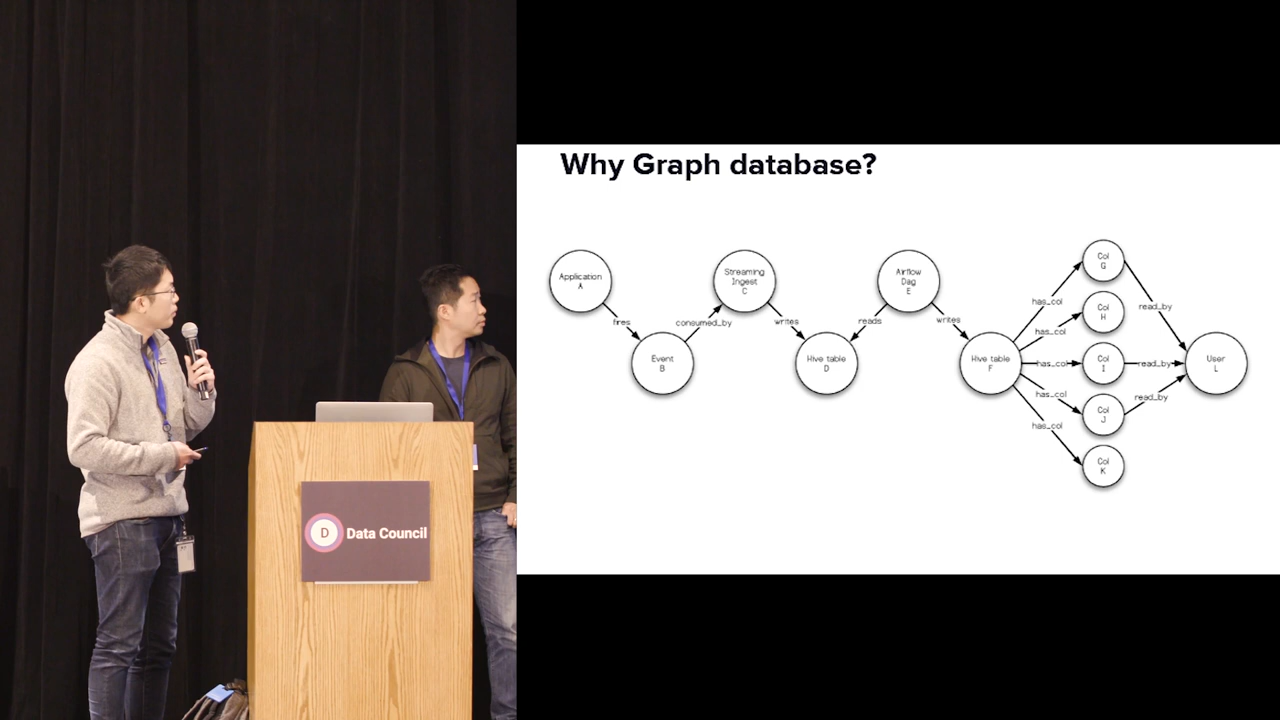 Why Graph database?
Application
A
fires
Event
B
consumed_by
Streaming
Ingest
C
writes
Hive table
D
reads
Airflow
Dag
E
writes
Hive table
F
has_col
has_col
has_col
has_col
has_col
Col
G
Col
H
Col
I
Col
J
Col
K
read_by
read_by
read_by
User
L
D
Data Council